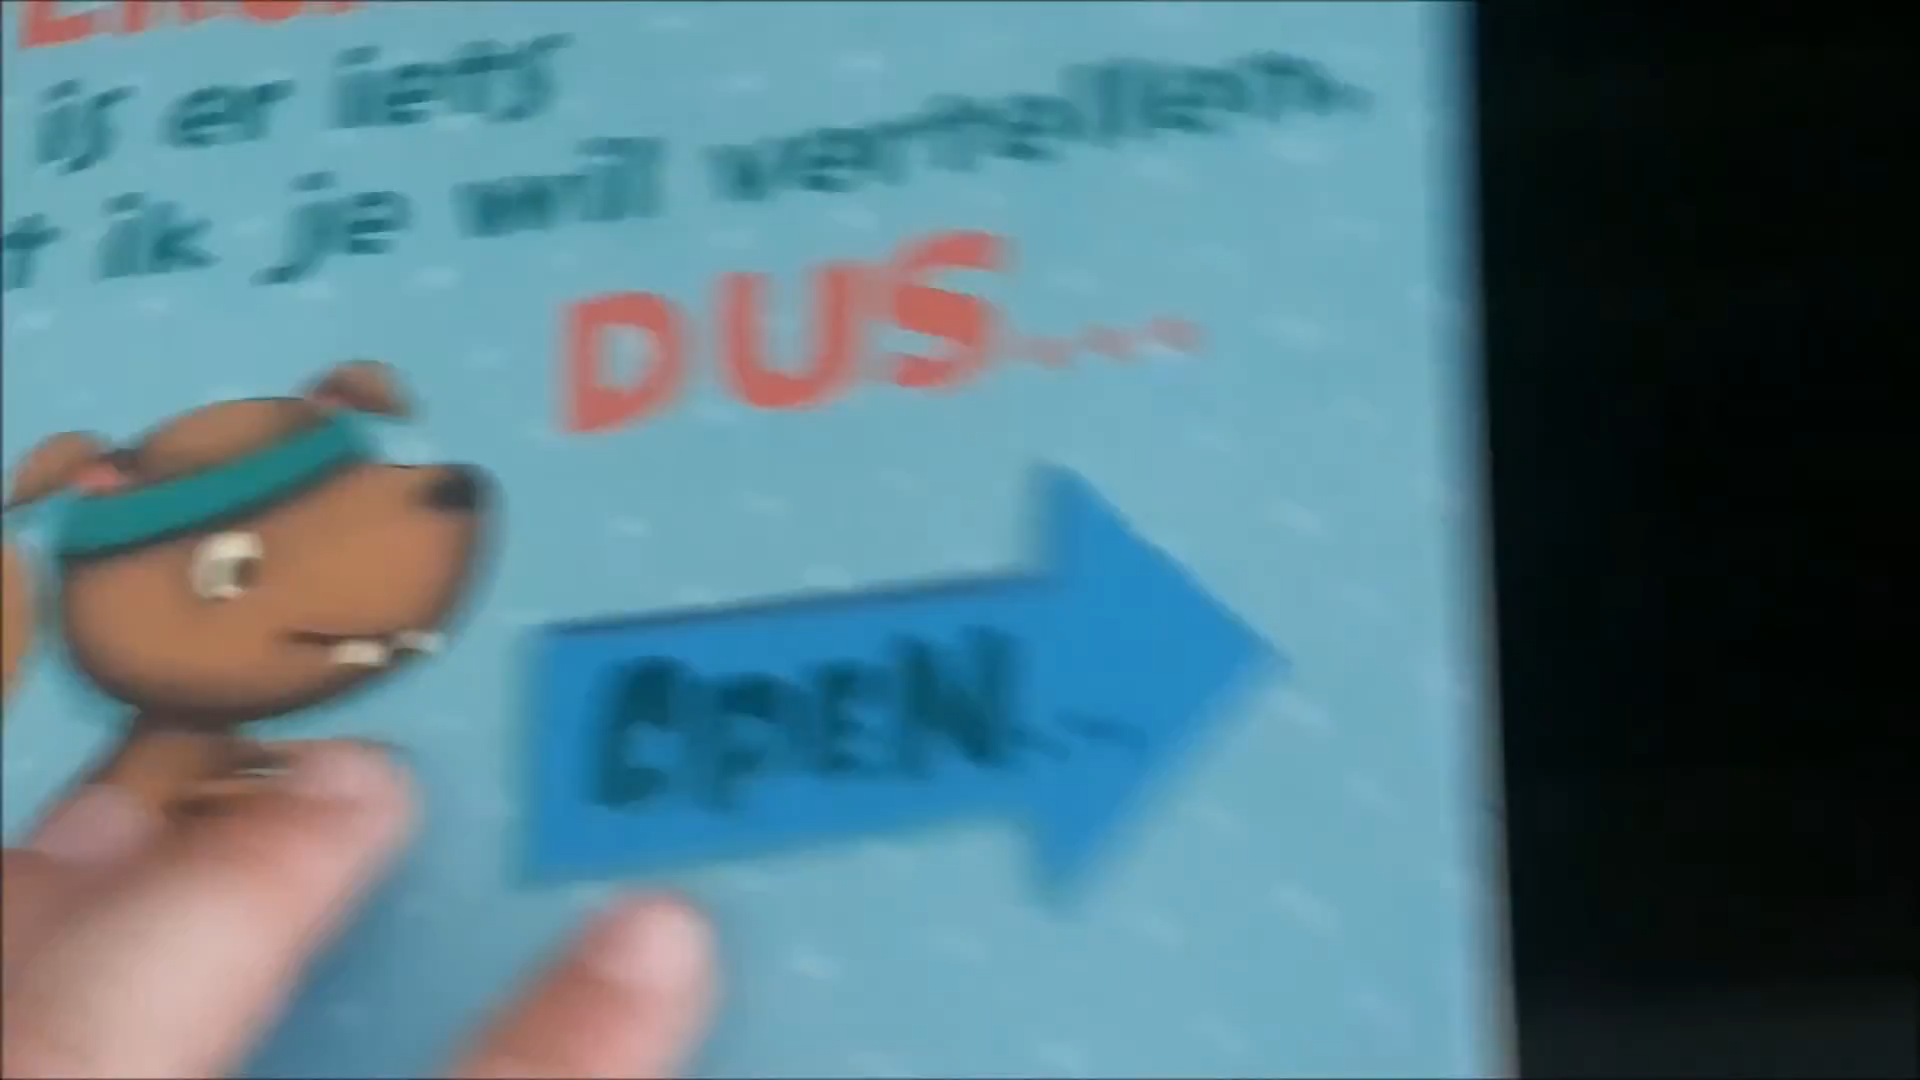 is er iets
ik je wil vertellen.
DUS....
OPEN...